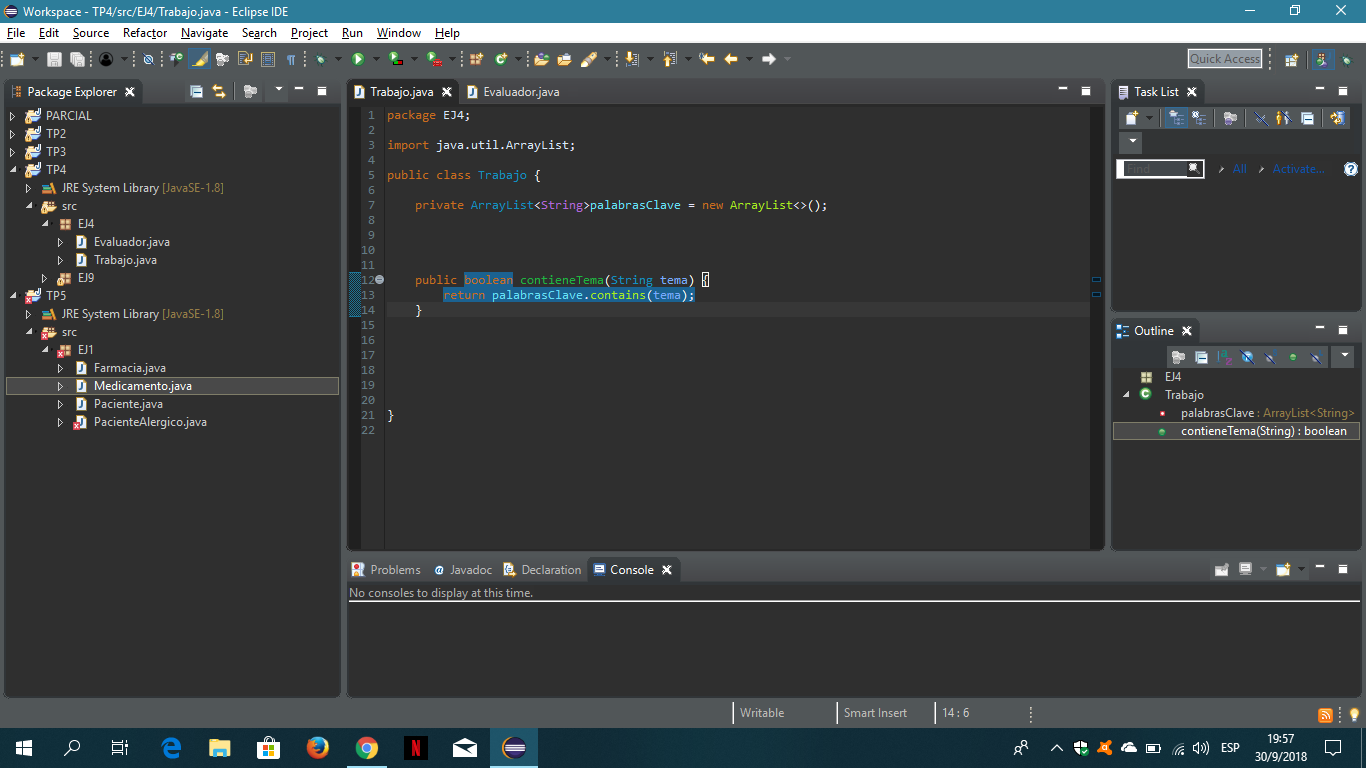 Workspace - TP4/src/EJ4/Trabajo.java - Eclipse IDE
File Edit Source Refactor Navigate Search Project Run Window Help
Quick Access
Package Explorer
PARCIAL
TP2
TP3
TP4
JRE System Library [JavaSE-1.8]
src
EJ4
Evaluador.java
Trabajo.java
EJ9
TP5
JRE System Library [JavaSE-1.8]
src
EJ1
Farmacia.java
Medicamento.java
Paciente.java
PacienteAlergico.java
Trabajo.java Evaluador.java
1 package EJ4;
2
3 import java.util.ArrayList;
4
5 public class Trabajo {
6
7 private ArrayList<String>palabrasClave = new ArrayList<>();
8
9
10
11
12 public boolean contieneTema(String tema) {
13 return palabrasClave.contains(tema);
14 }
15
16
17
18
19
20
21 }
22
Task List
Find All Activate...
Outline
EJ4
Trabajo
palabrasClave : ArrayList<String>
contieneTema(String) : boolean
Problems @ Javadoc Declaration Console
No consoles to display at this time.
Writable Smart Insert 14 : 6
ESP
19:57
30/9/2018